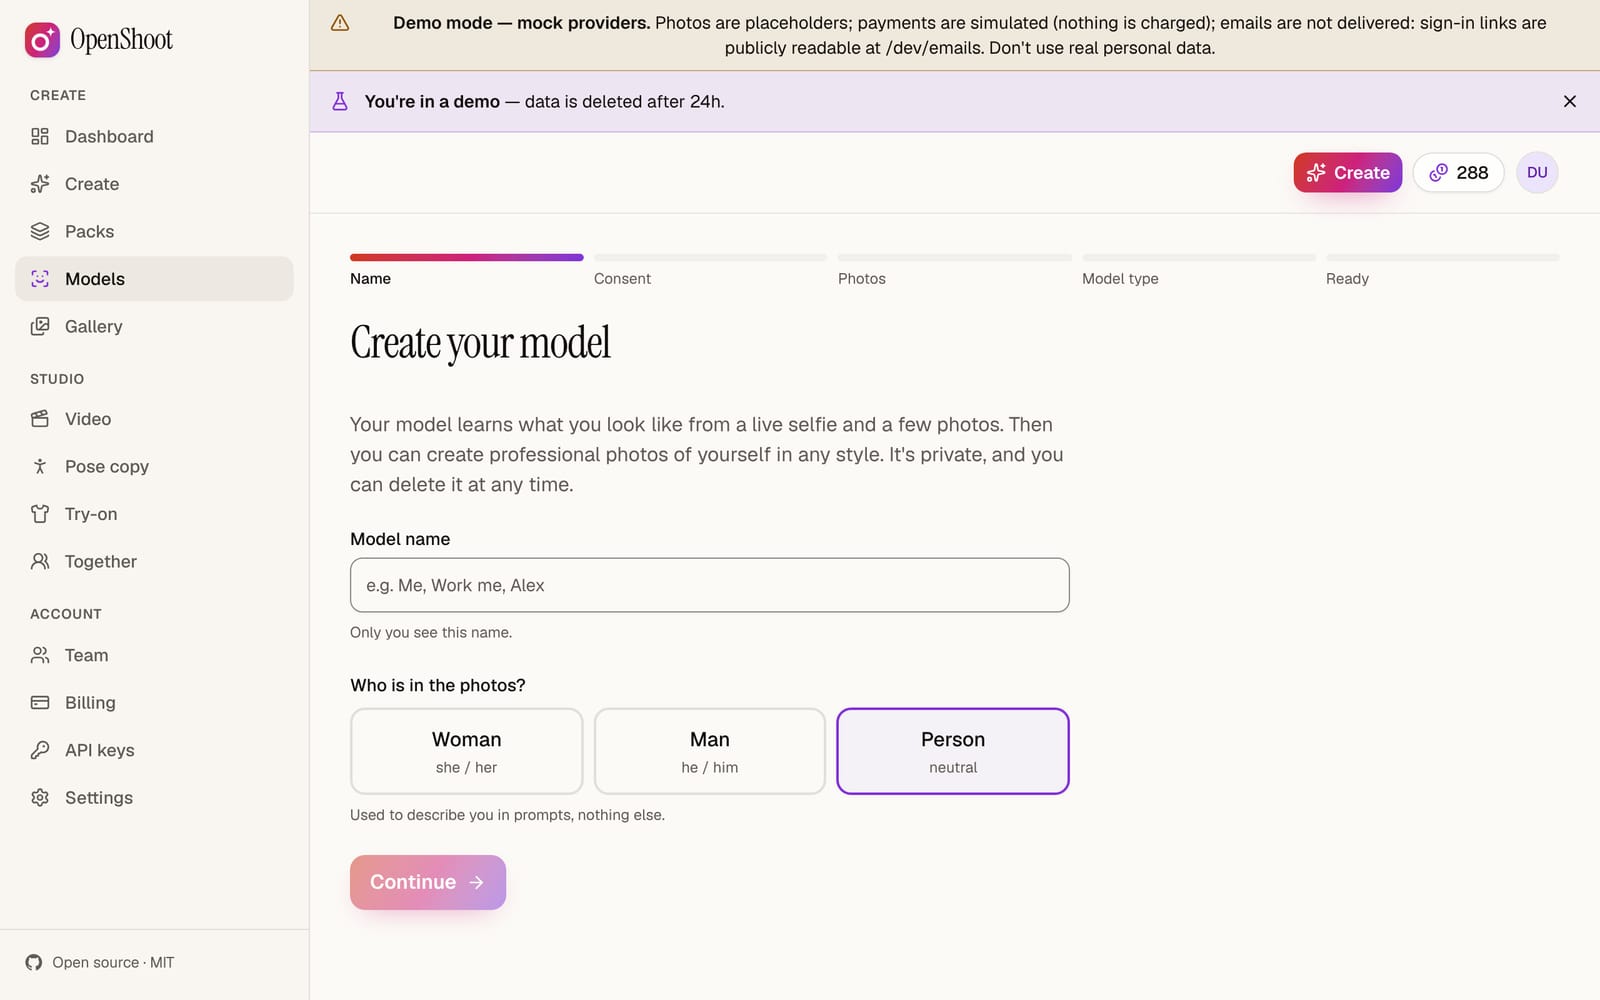 OpenShoot
CREATE
Dashboard
Create
Packs
Models
Gallery
STUDIO
Video
Pose copy
Try-on
Together
ACCOUNT
Team
Billing
API keys
Settings
Open source · MIT
Demo mode — mock providers. Photos are placeholders; payments are simulated (nothing is charged); emails are not delivered: sign-in links are
publicly readable at /dev/emails. Don't use real personal data.
You're in a demo — data is deleted after 24h.
Create
288
DU
Name
Consent
Photos
Model type
Ready
Create your model
Your model learns what you look like from a live selfie and a few photos. Then
you can create professional photos of yourself in any style. It's private, and you
can delete it at any time.
Model name
e.g. Me, Work me, Alex
Only you see this name.
Who is in the photos?
Woman
she / her
Man
he / him
Person
neutral
Used to describe you in prompts, nothing else.
Continue